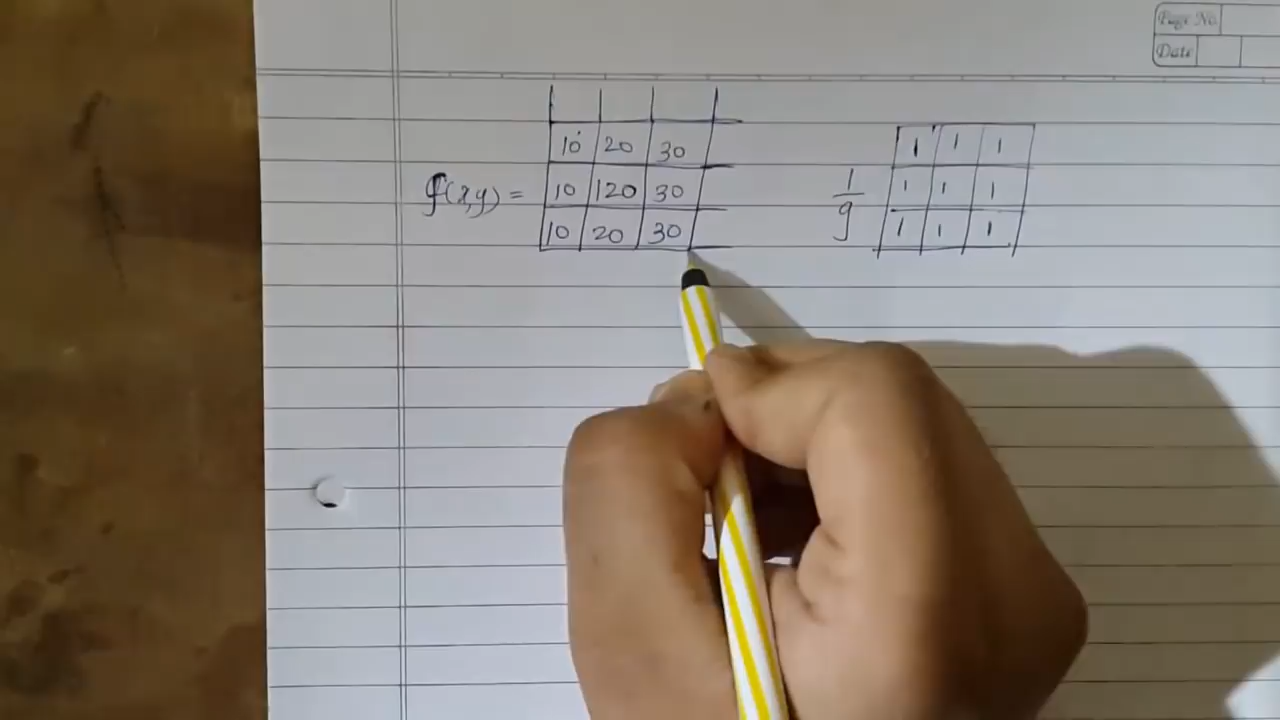 Page No.
Date
10 20 30
f(x,y) = 10 120 30
10 20 30
1/9
1 1 1
1 1 1
1 1 1